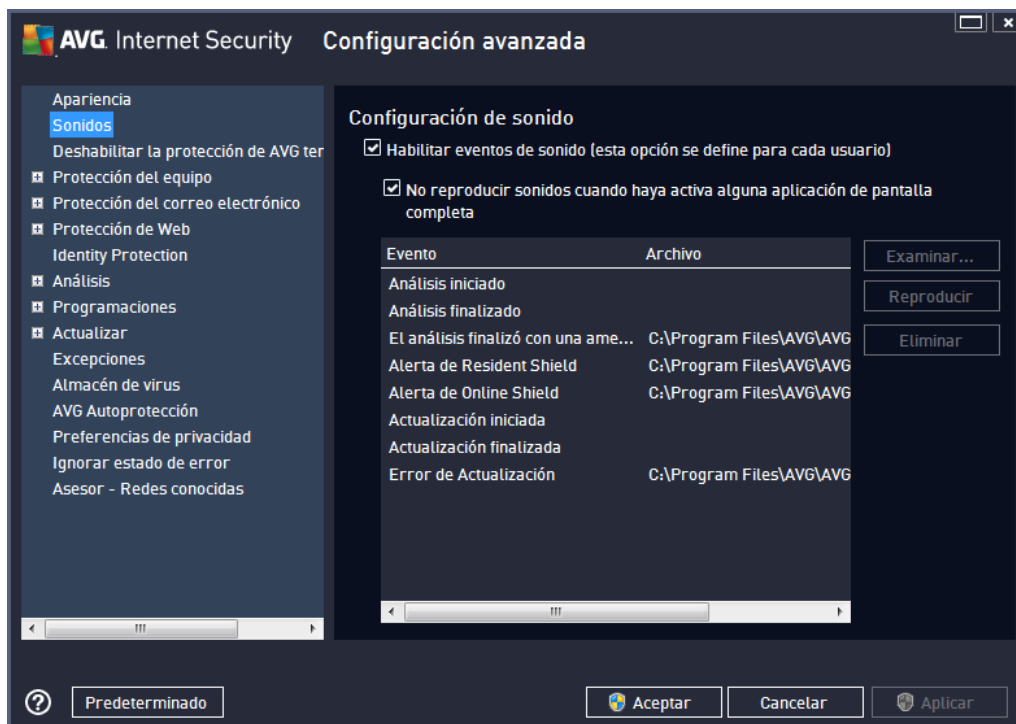 AVG. Internet Security Configuración avanzada
Apariencia
Sonidos
Deshabilitar la protección de AVG ter
Protección del equipo
Protección del correo electrónico
Protección de Web
Identity Protection
Análisis
Programaciones
Actualizar
Excepciones
Almacén de virus
AVG Autoprotección
Preferencias de privacidad
Ignorar estado de error
Asesor - Redes conocidas
Configuración de sonido
Habilitar eventos de sonido (esta opción se define para cada usuario)
No reproducir sonidos cuando haya activa alguna aplicación de pantalla
completa
Evento Archivo
Análisis iniciado
Análisis finalizado
El análisis finalizó con una ame... C:\Program Files\AVG\AVG
Alerta de Resident Shield C:\Program Files\AVG\AVG
Alerta de Online Shield C:\Program Files\AVG\AVG
Actualización iniciada
Actualización finalizada
Error de Actualización C:\Program Files\AVG\AVG
Examinar...
Reproducir
Eliminar
? Predeterminado Aceptar Cancelar Aplicar